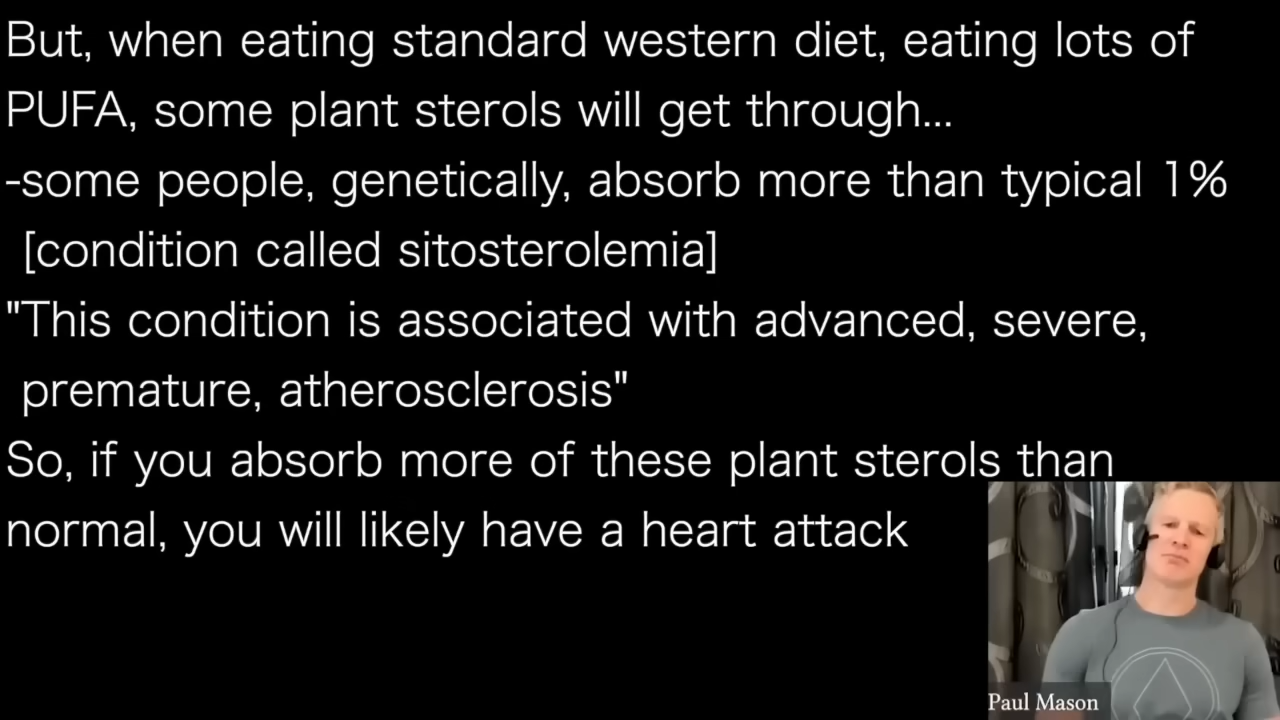 But, when eating standard western diet, eating lots of
PUFA, some plant sterols will get through...
-some people, genetically, absorb more than typical 1%
[condition called sitosterolemia]
"This condition is associated with advanced, severe,
premature, atherosclerosis"
So, if you absorb more of these plant sterols than
normal, you will likely have a heart attack
Paul Mason